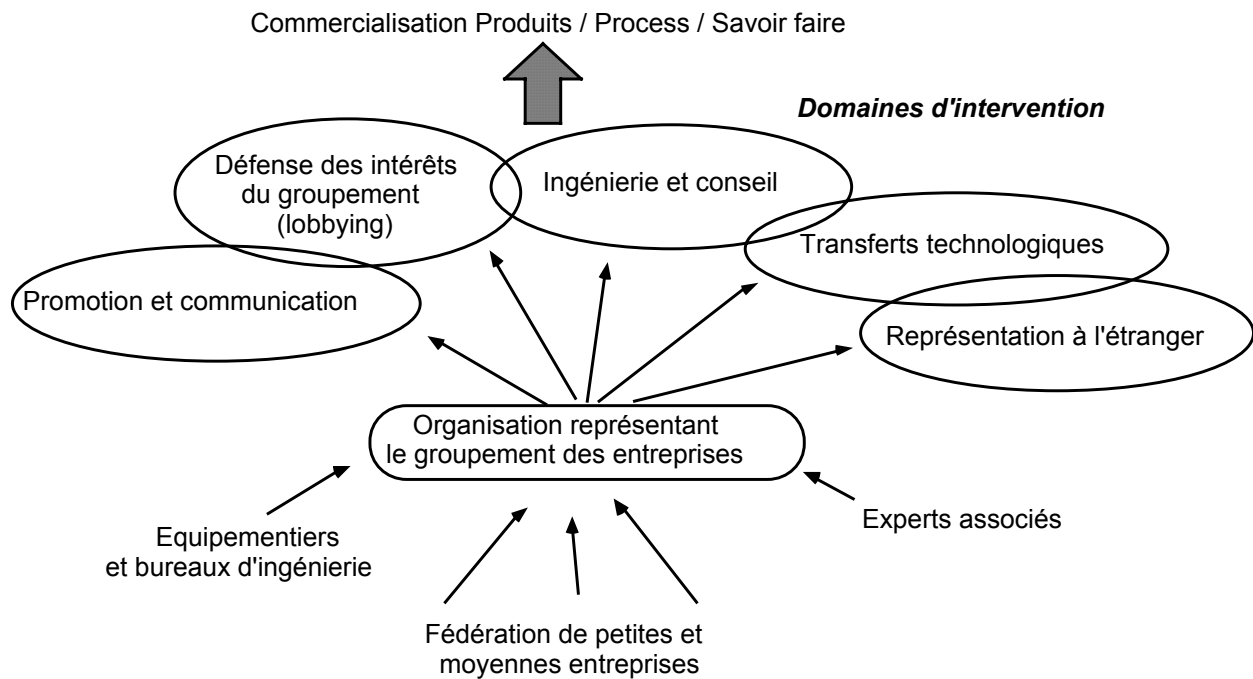 Commercialisation Produits / Process / Savoir faire
Domaines d'intervention
Défense des intérêts
du groupement
(lobbying)
Ingénierie et conseil
Transferts technologiques
Promotion et communication
Représentation à l'étranger
Organisation représentant
le groupement des entreprises
Experts associés
Equipementiers
et bureaux d'ingénierie
Fédération de petites et
moyennes entreprises